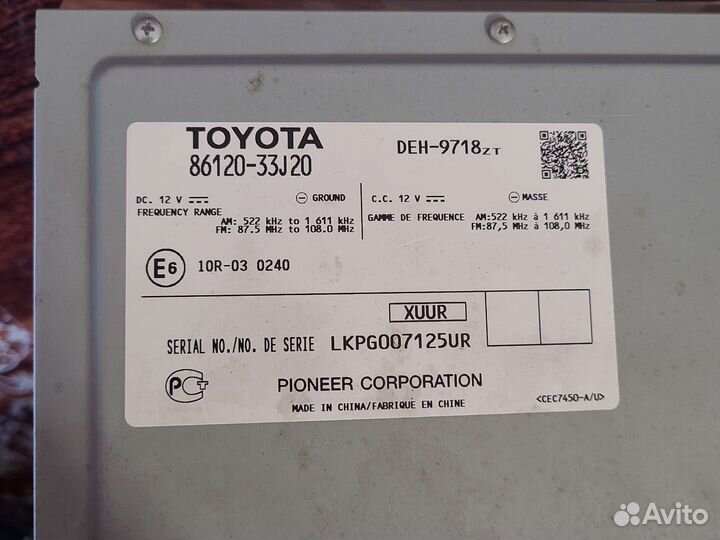 TOYOTA
86120-33J20
DEH-9718ZT
DC. 12 V
GROUND
FREQUENCY RANGE
AM: 522 kHz to 1 611 kHz
FM: 87.5 MHz to 108.0 MHz
C.C. 12 V
MASSE
GAMME DE FREQUENCE
AM:522 kHz à 1 611 kHz
FM:87,5 MHz à 108,0 MHz
E6 10R-03 0240
XUUR
SERIAL NO./NO. DE SERIE LKPG007125UR
PIONEER CORPORATION
MADE IN CHINA/FABRIQUÉ EN CHINE
<CEC7450-A/U>
Avito